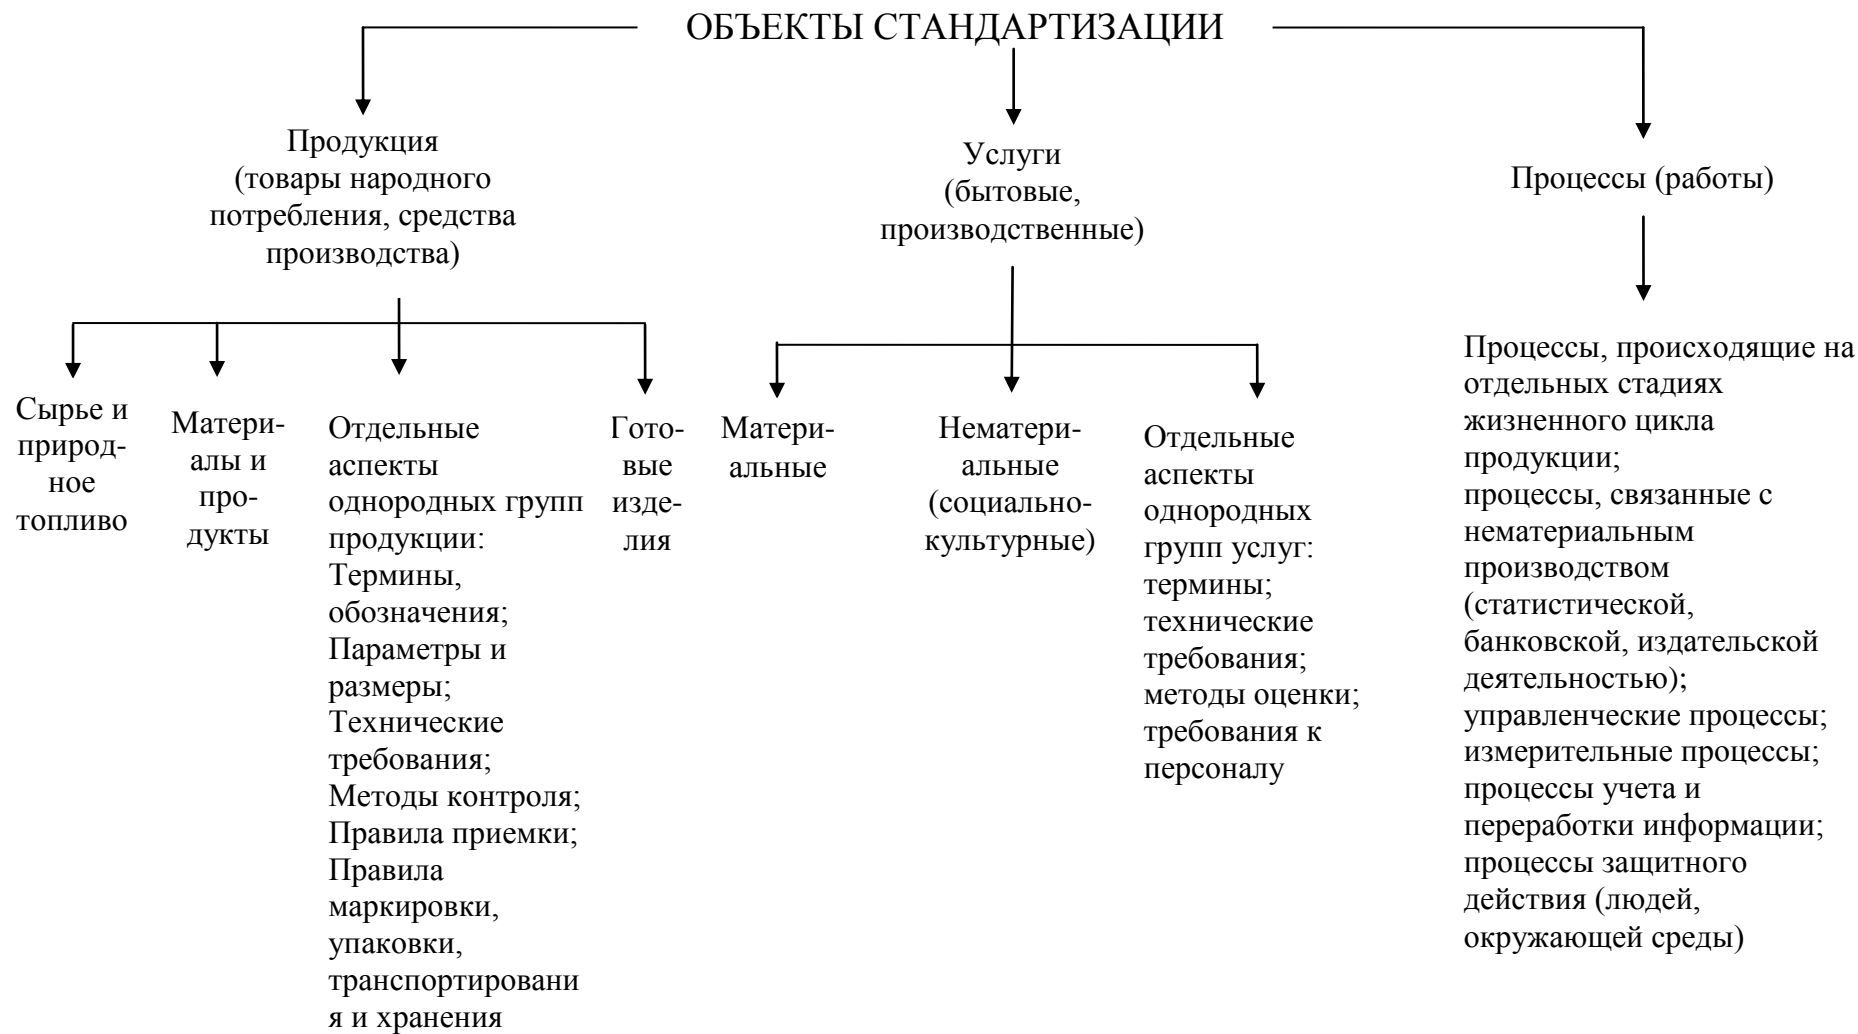 ОБЪЕКТЫ СТАНДАРТИЗАЦИИ
Продукция
(товары народного
потребления, средства
производства)
Услуги
(бытовые,
производственные)
Процессы (работы)
Сырье и
природ-
ное
топливо
Матери-
алы и
про-
дукты
Отдельные
аспекты
однородных групп
продукции:
Термины,
обозначения;
Параметры и
размеры;
Технические
требования;
Методы контроля;
Правила приемки;
Правила
маркировки,
упаковки,
транспортировани
я и хранения
Гото-
вые
изде-
лия
Матери-
альные
Нематери-
альные
(социально-
культурные)
Отдельные
аспекты
однородных
групп услуг:
термины;
технические
требования;
методы оценки;
требования к
персоналу
Процессы, происходящие на
отдельных стадиях
жизненного цикла
продукции;
процессы, связанные с
нематериальным
производством
(статистической,
банковской, издательской
деятельностью);
управленческие процессы;
измерительные процессы;
процессы учета и
переработки информации;
процессы защитного
действия (людей,
окружающей среды)